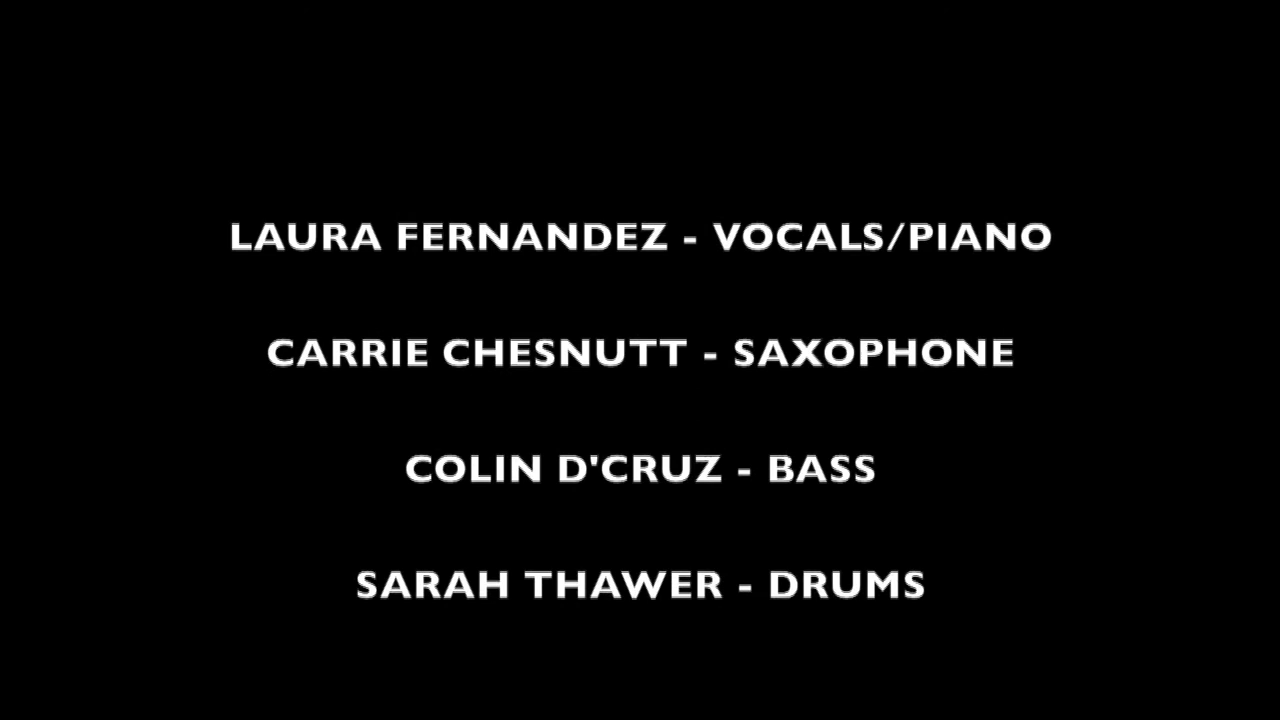 LAURA FERNANDEZ - VOCALS/PIANO
CARRIE CHESNUTT - SAXOPHONE
COLIN D'CRUZ - BASS
SARAH THAWER - DRUMS